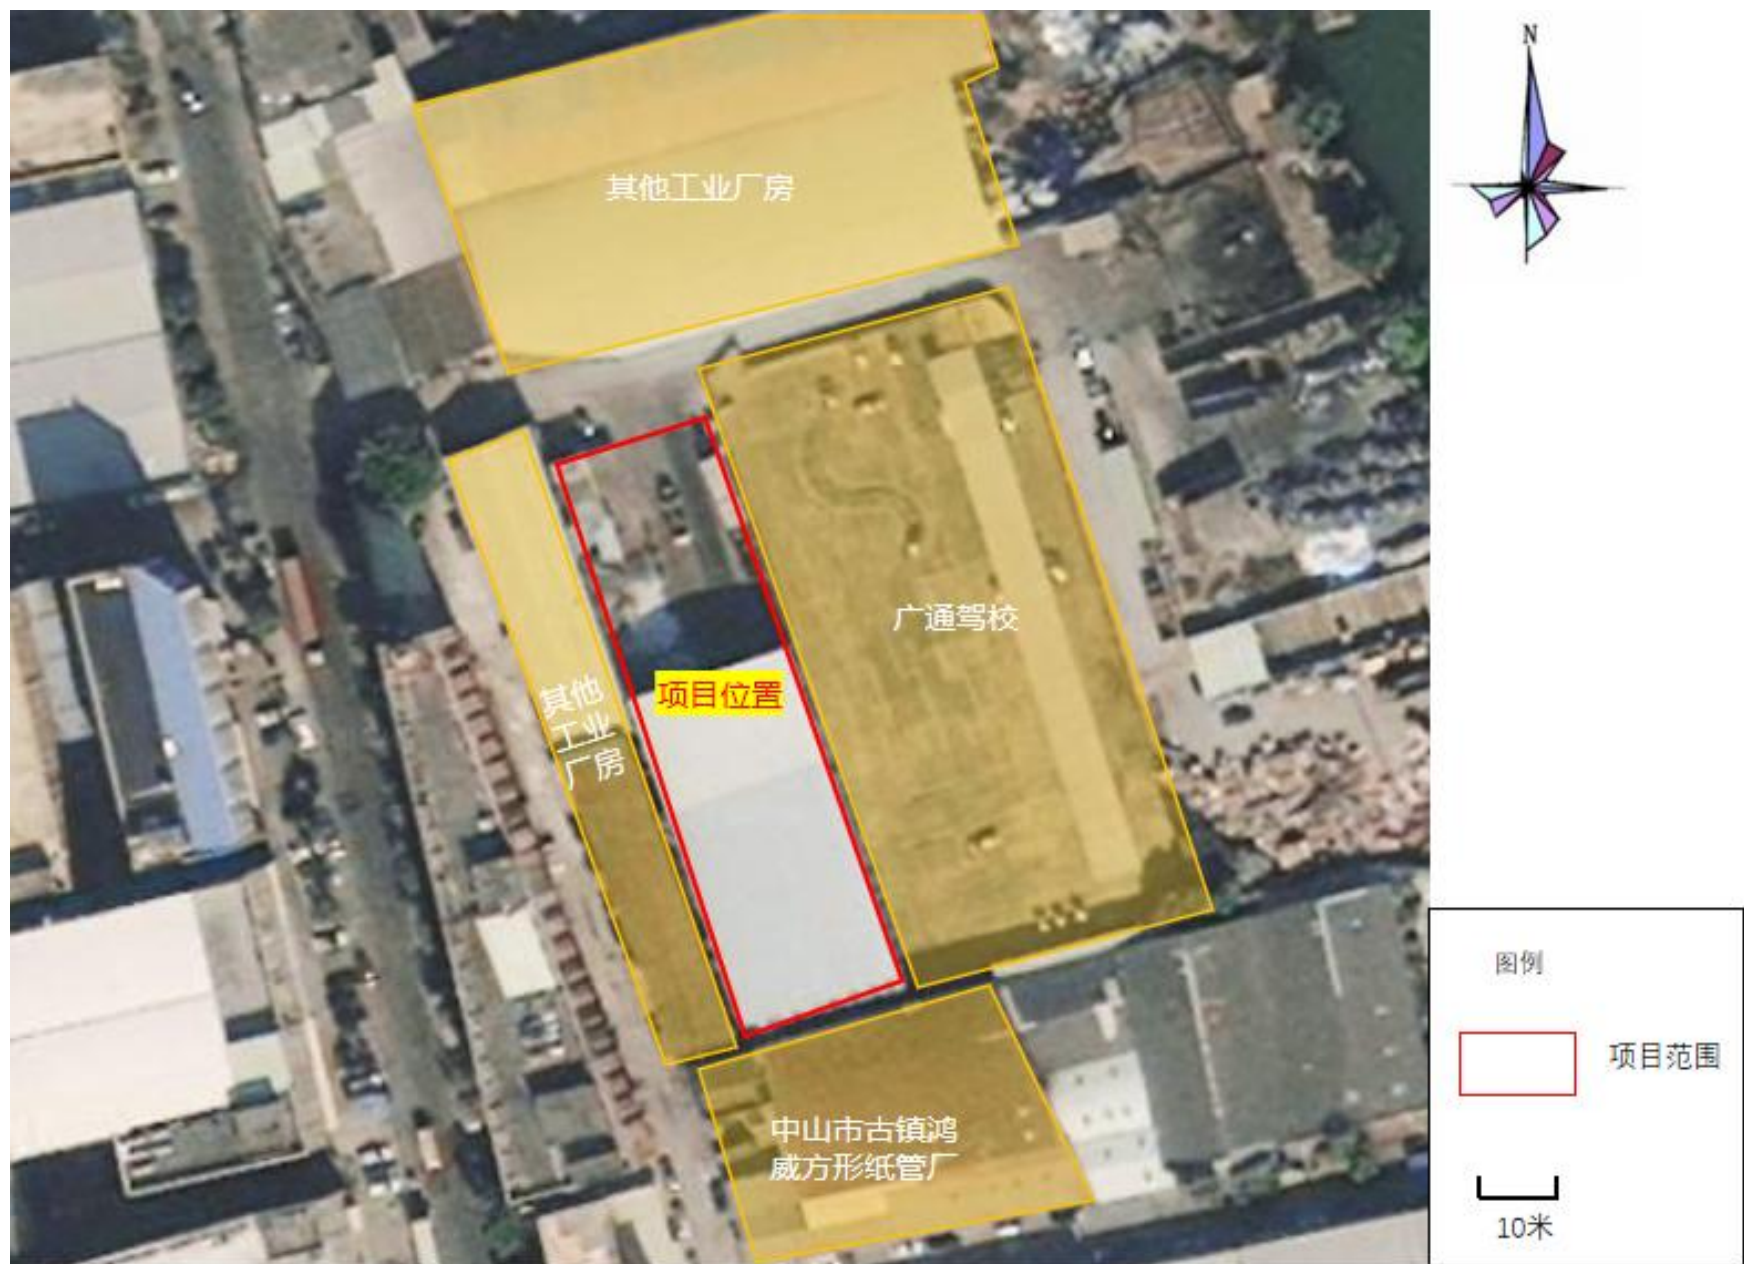 N
其他工业厂房
广通驾校
项目位置
其他
工业
厂房
中山市古镇鸿
威方形纸管厂
图例
项目范围
10米